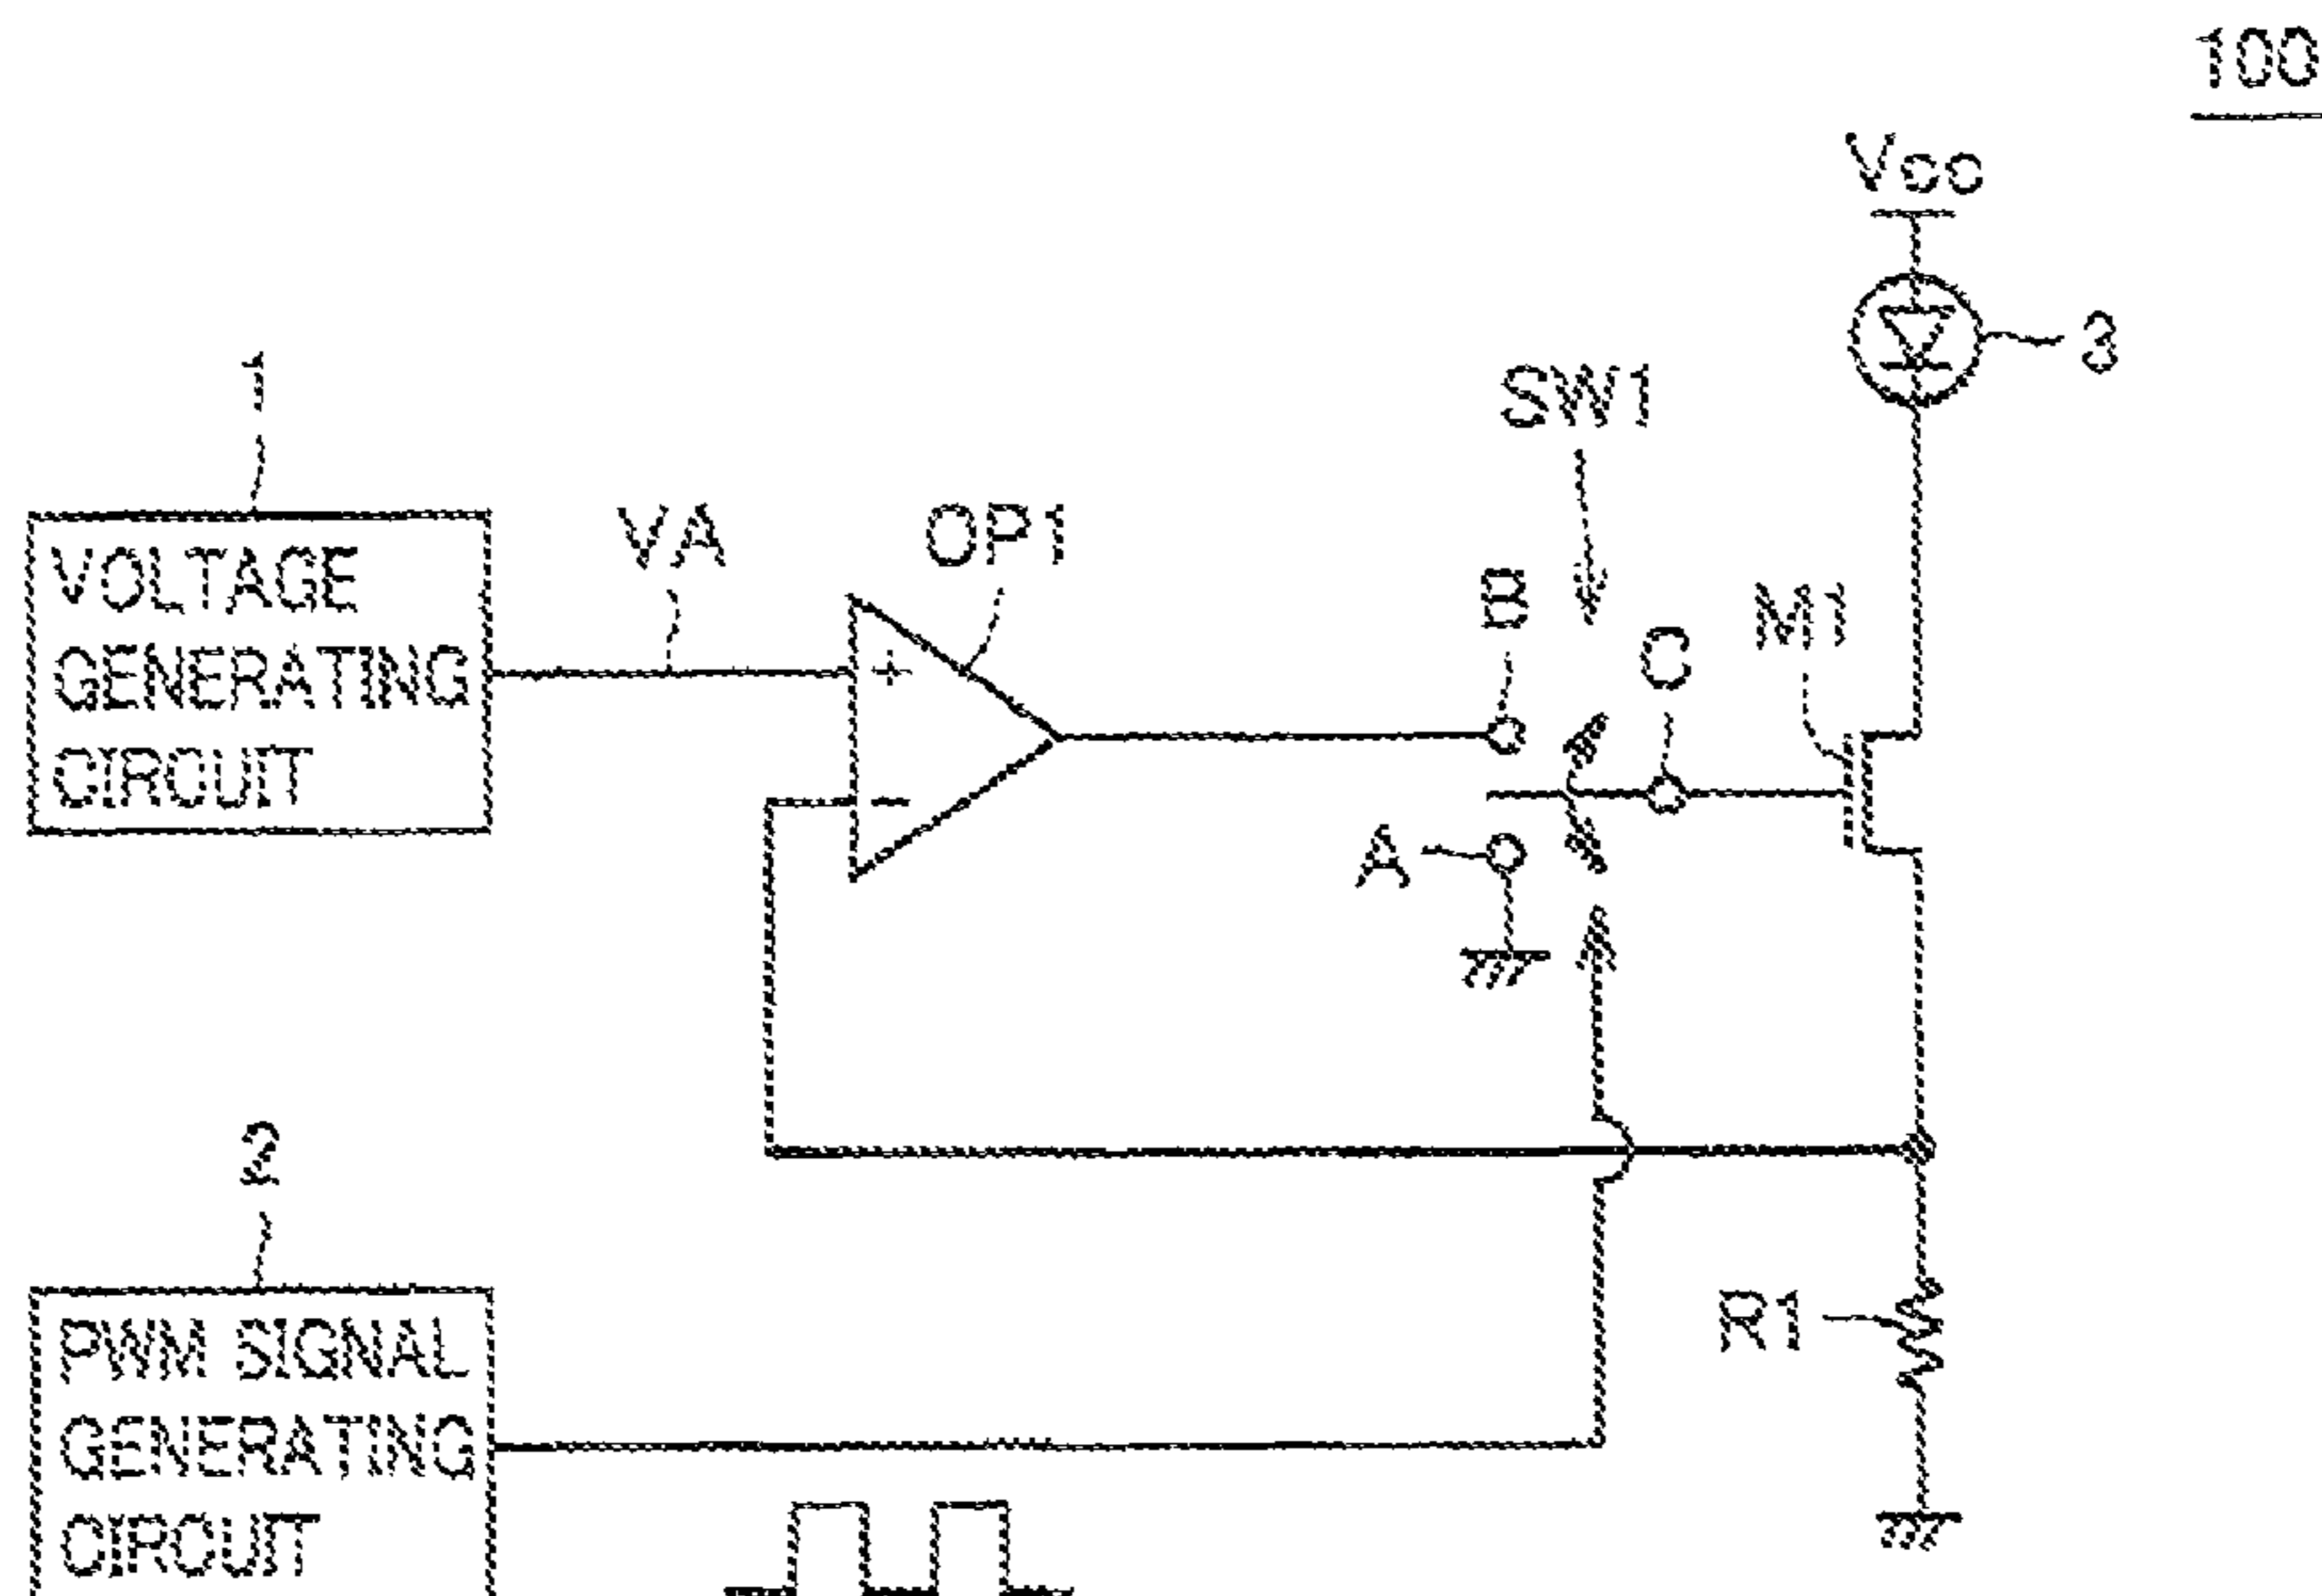 100
Vcc
3
SW1
1
VA
OP1
B
C
M1
VOLTAGE
GENERATING
CIRCUIT
+
−
A
2
R1
PWM SIGNAL
GENERATING
CIRCUIT